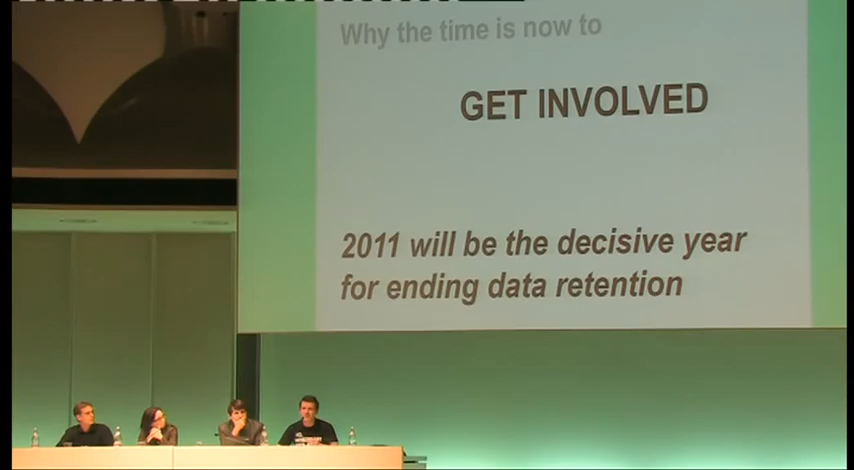 Why the time is now to
GET INVOLVED
2011 will be the decisive year
for ending data retention